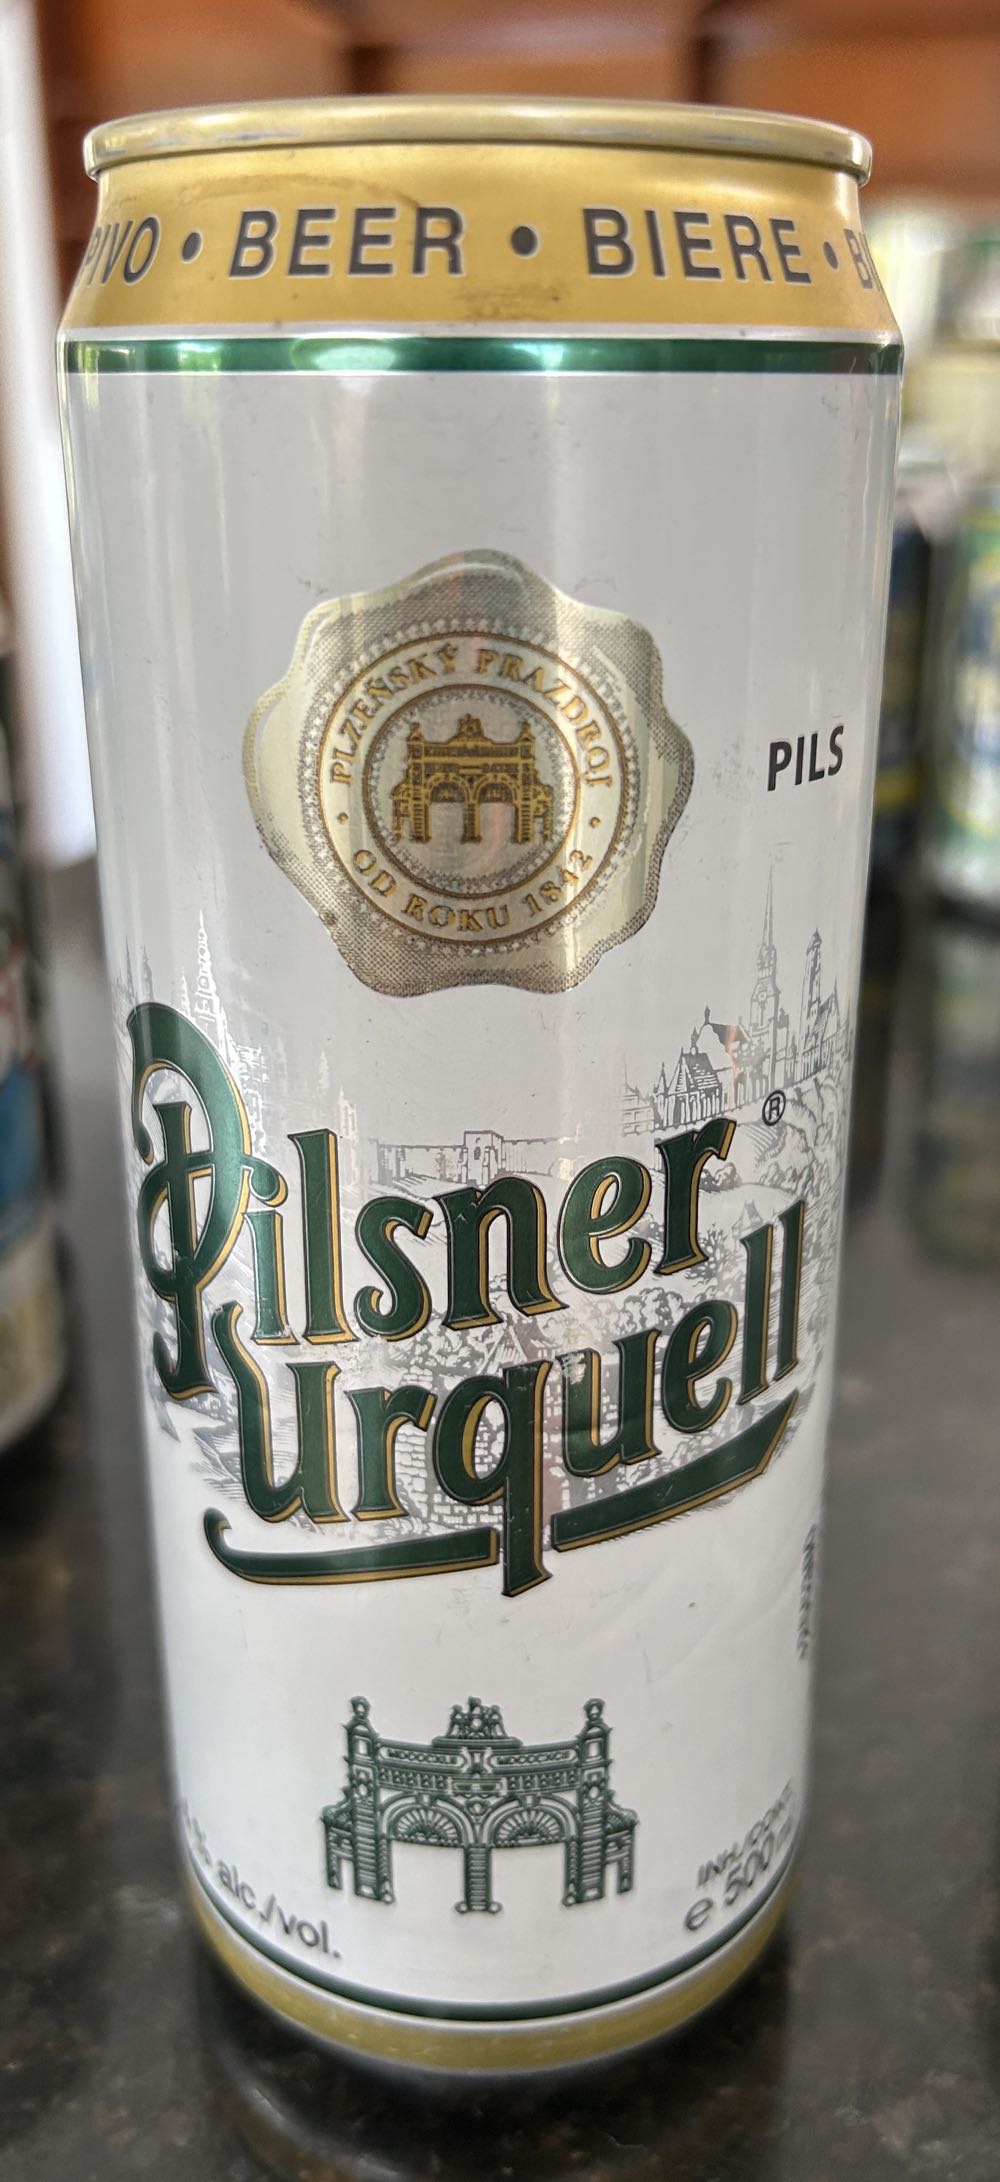 PIVO • BEER • BIERE •
PLZEŇSKÝ PRAZDROJ
• OD ROKU 1842 •
PILS
Pilsner ®
Urquell
% alc./vol.
e 500